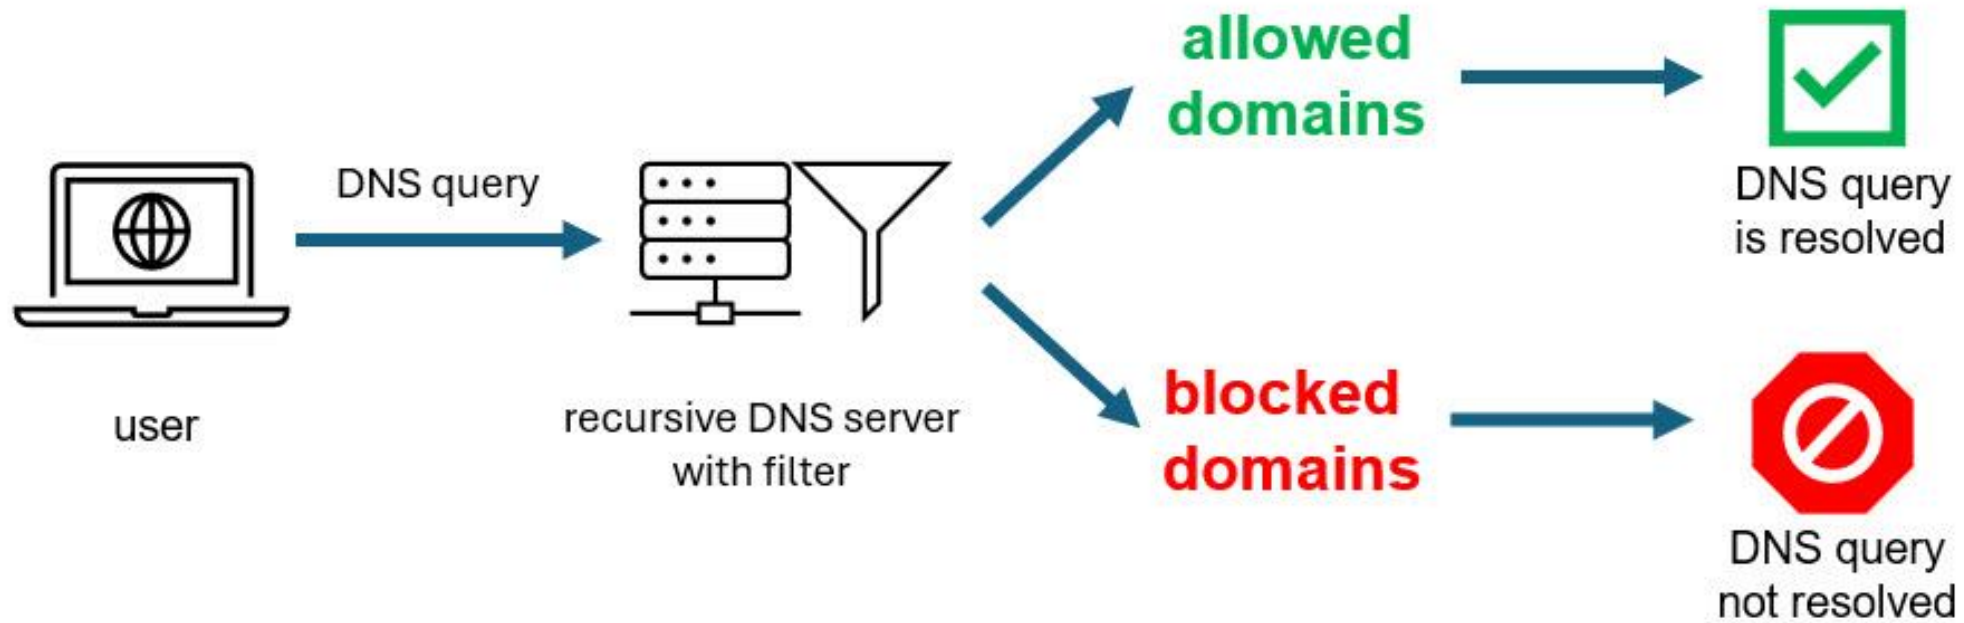 DNS query
user
recursive DNS server
with filter
allowed
domains
DNS query
is resolved
blocked
domains
DNS query
not resolved